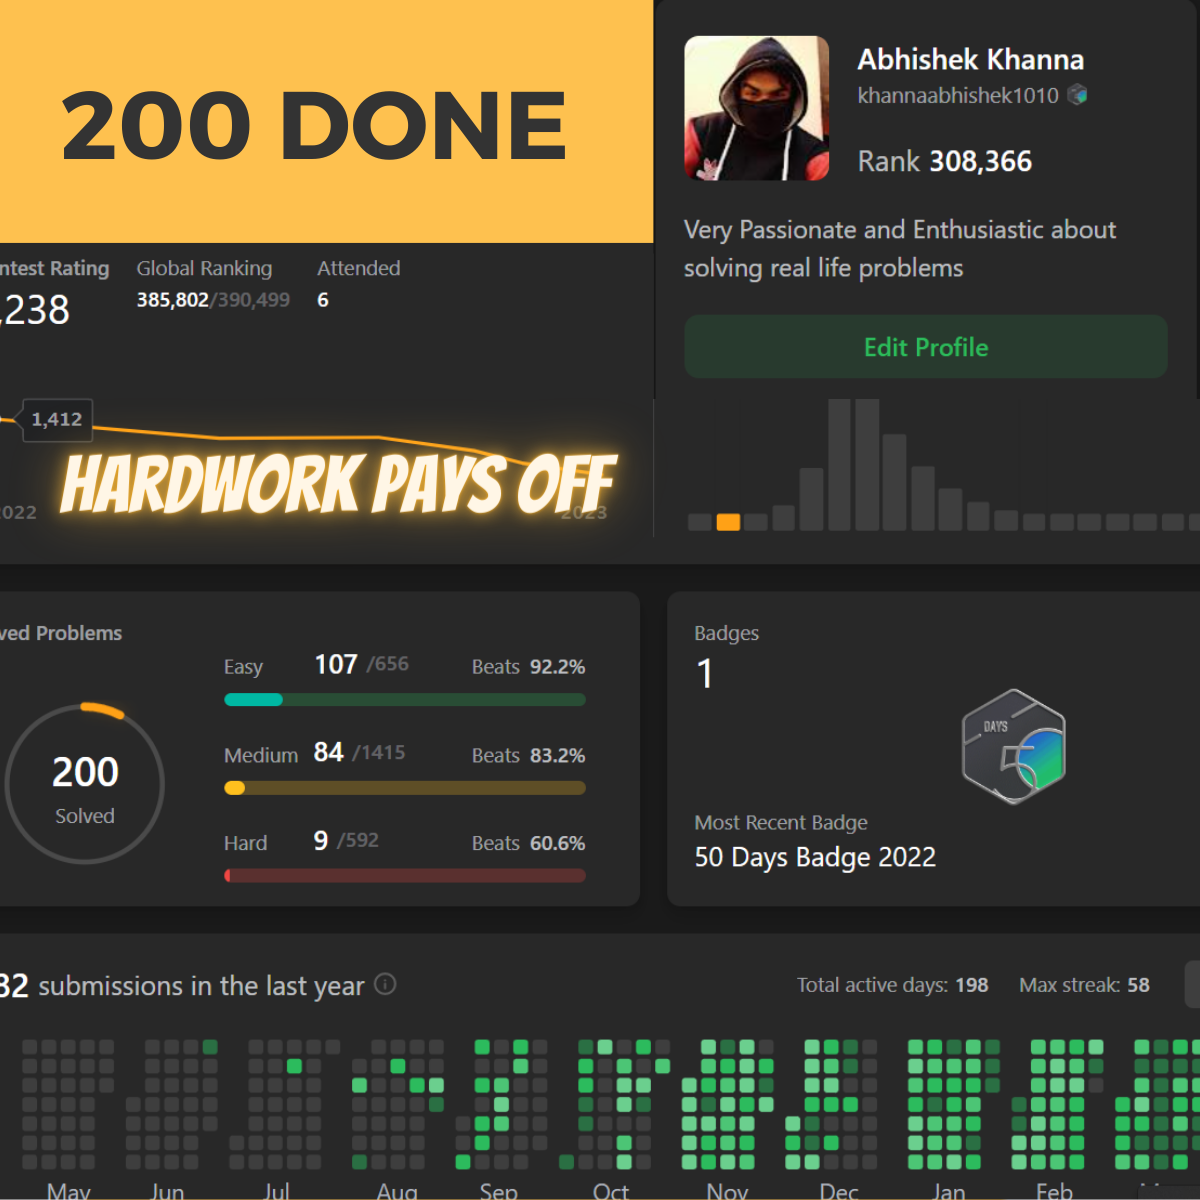 200 DONE
Abhishek Khanna
khannaabhishek1010
Rank 308,366
Very Passionate and Enthusiastic about
solving real life problems
Edit Profile
ntest Rating Global Ranking Attended
,238 385,802/390,499 6
1,412
HARDWORK PAYS OFF
2022 2023
ved Problems
200
Solved
Easy 107 /656 Beats 92.2%
Medium 84 /1415 Beats 83.2%
Hard 9 /592 Beats 60.6%
Badges
1
DAYS
50
Most Recent Badge
50 Days Badge 2022
32 submissions in the last year
Total active days: 198 Max streak: 58
May Jun Jul Aug Sep Oct Nov Dec Jan Feb